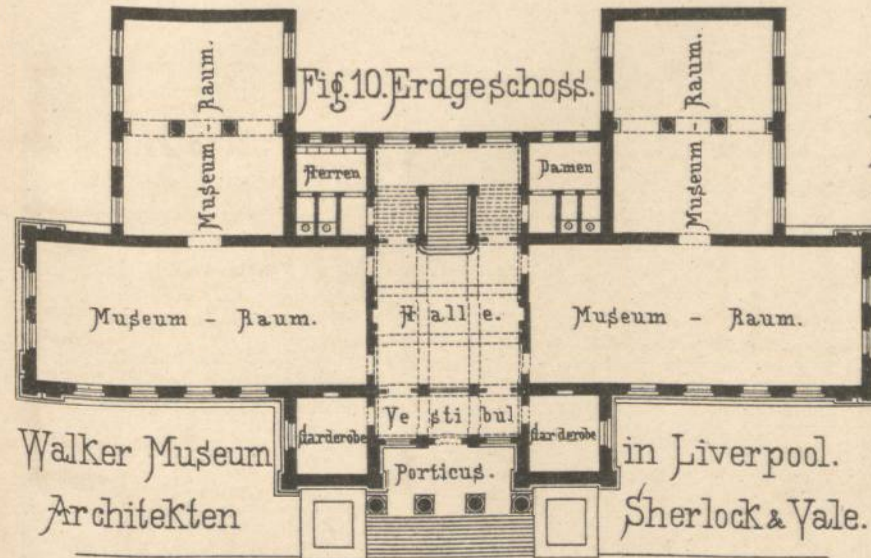 Fig. 10. Erdgeschoss.
Museum - Raum.
Museum - Raum.
Herren
Damen
Museum - Raum.
Halle.
Museum - Raum.
Vestibul
Garderobe
Garderobe
Porticus.
Walker Museum in Liverpool.
Architekten Sherlock & Vale.